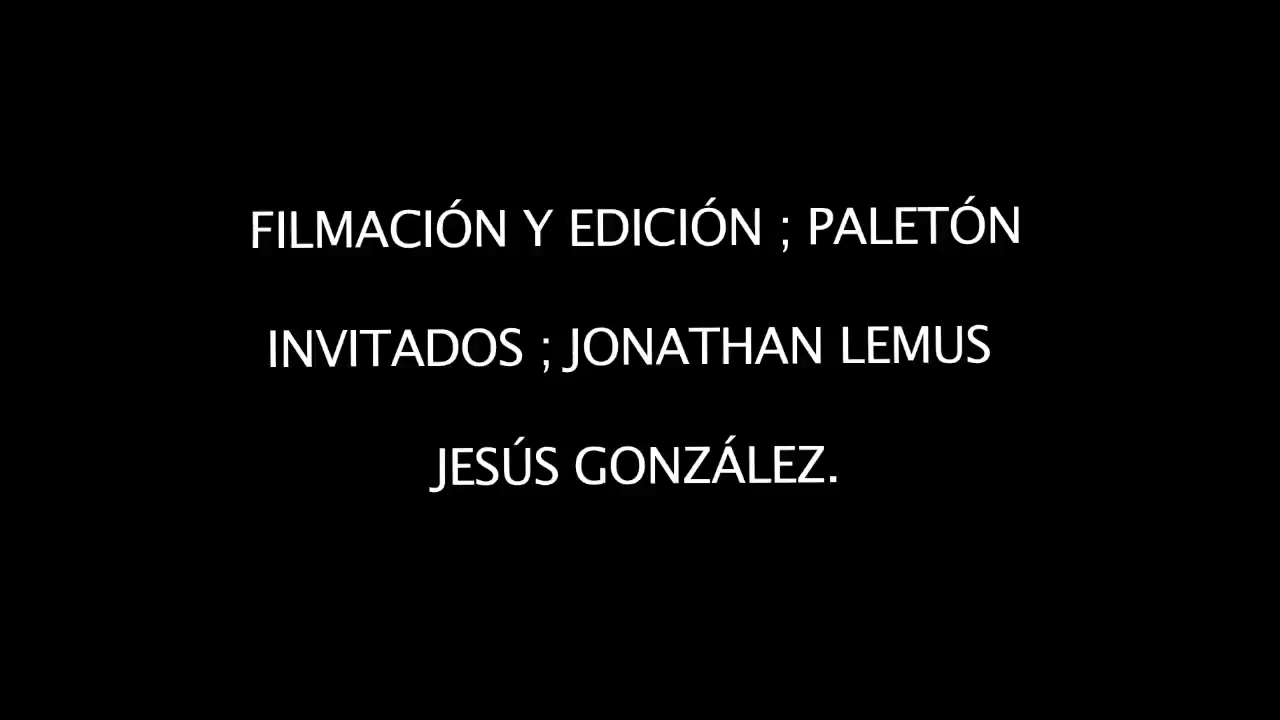 FILMACIÓN Y EDICIÓN ; PALETÓN
INVITADOS ; JONATHAN LEMUS
JESÚS GONZÁLEZ.